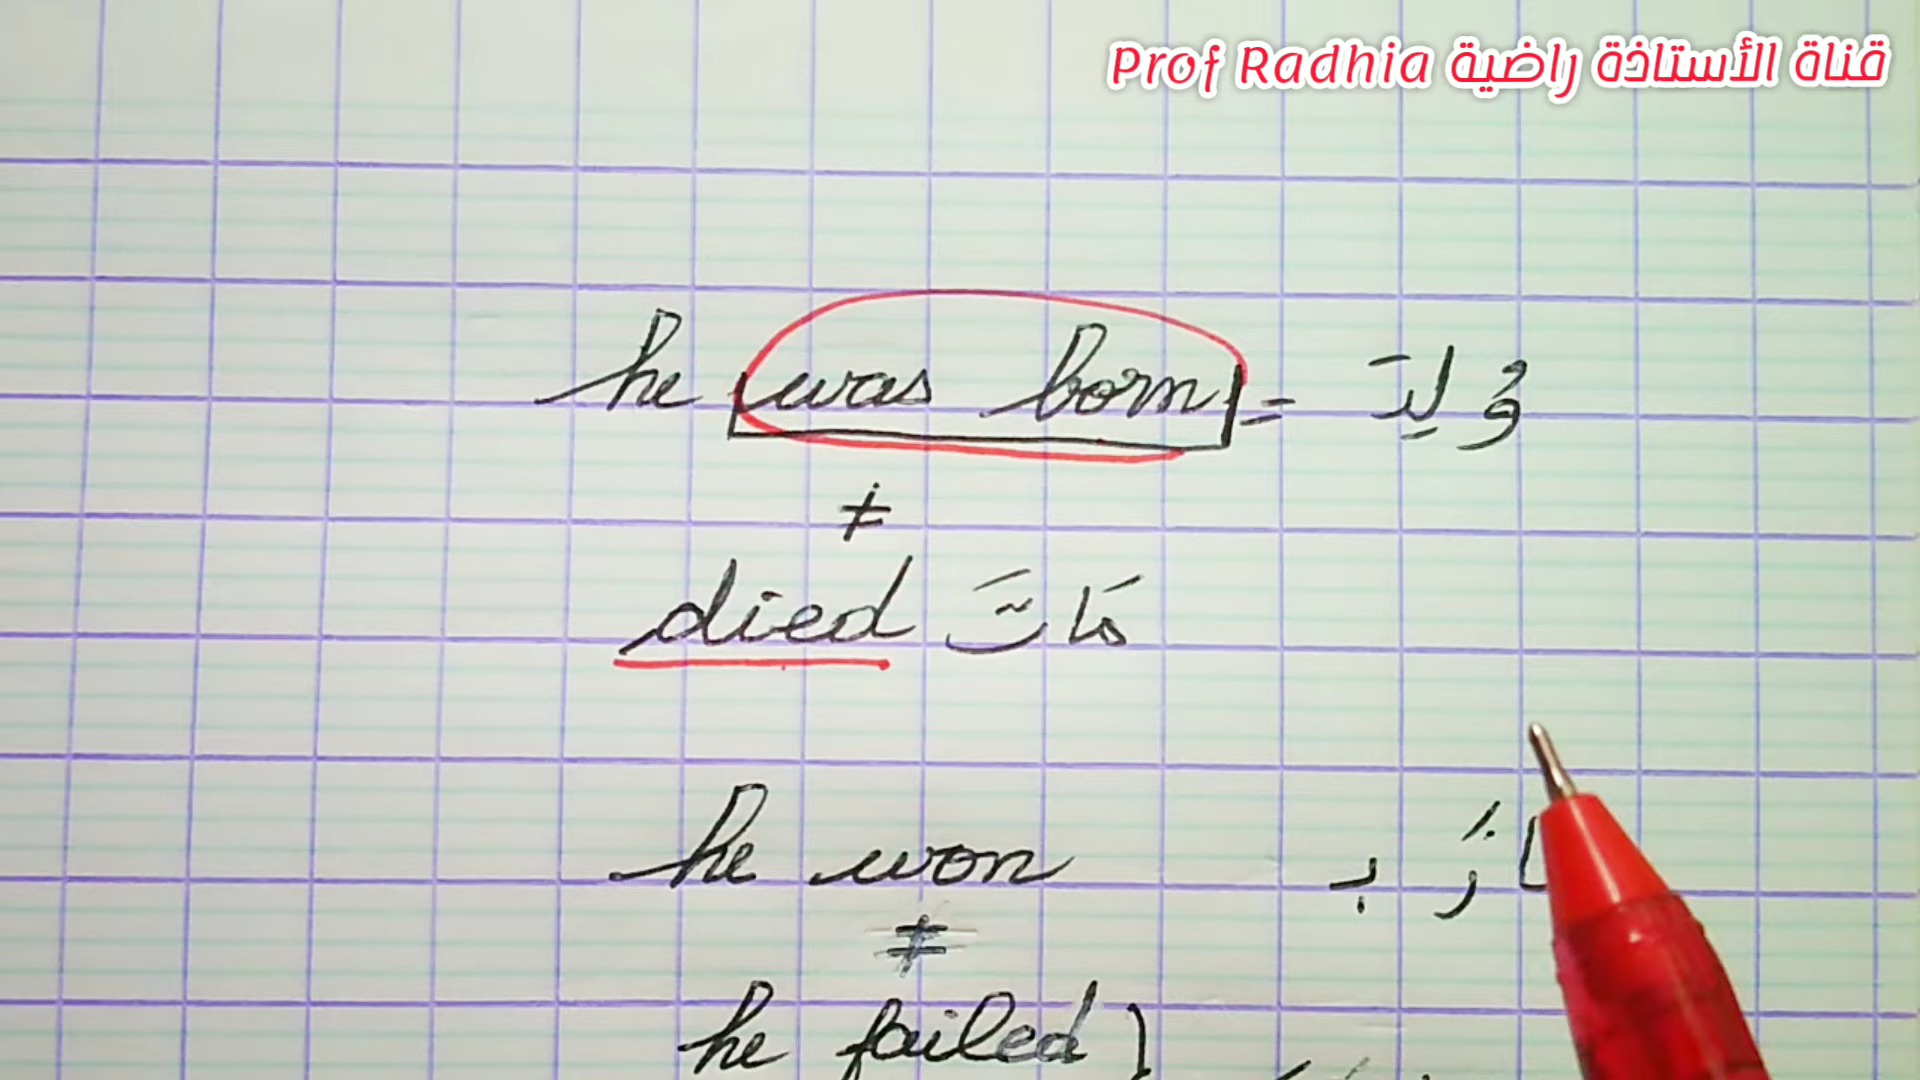 Prof Radhia قناة الأستاذة راضية
he was born = وُلِدَ
≠
died مَاتَ
he won
≠
he failed }